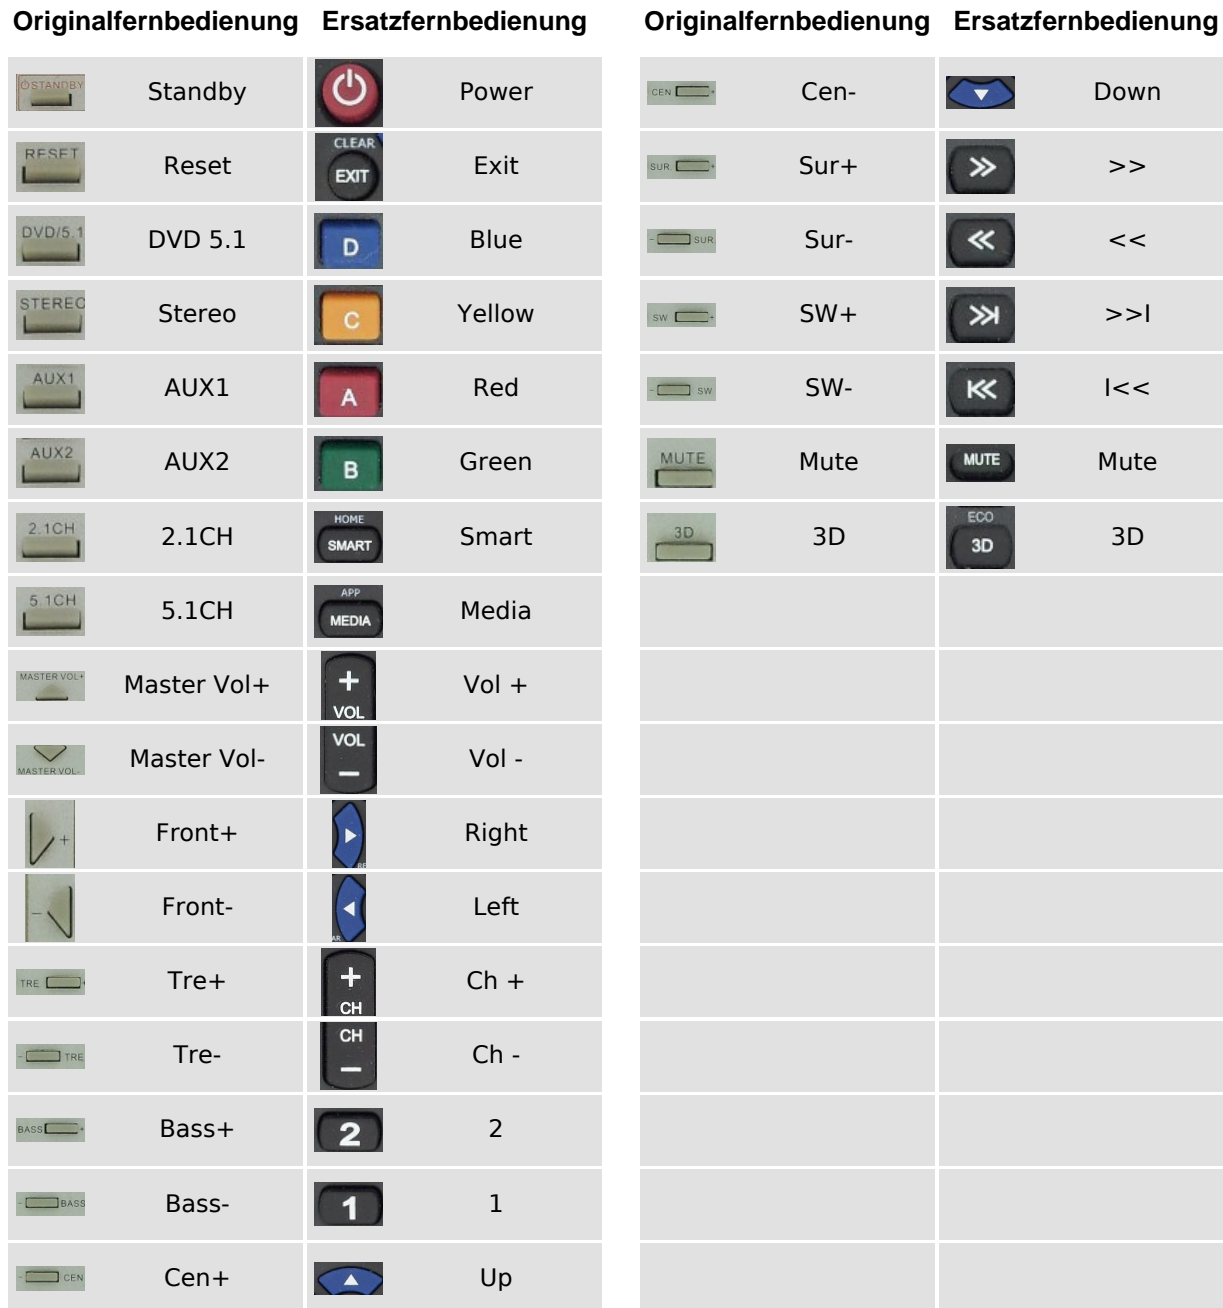 Originalfernbedienung Ersatzfernbedienung
STANDBY Standby Power
RESET Reset CLEAR EXIT Exit
DVD/5.1 DVD 5.1 D Blue
STEREO Stereo C Yellow
AUX1 AUX1 A Red
AUX2 AUX2 B Green
2.1CH 2.1CH HOME SMART Smart
5.1CH 5.1CH APP MEDIA Media
MASTER VOL+ Master Vol+ + VOL Vol +
MASTER VOL- Master Vol- VOL - Vol -
+ Front+ Right
- Front- Left
TRE + Tre+ + CH Ch +
- TRE Tre- CH - Ch -
BASS + Bass+ 2 2
- BASS Bass- 1 1
- CEN Cen+ Up
Originalfernbedienung Ersatzfernbedienung
CEN + Cen- Down
SUR + Sur+ >> >>
- SUR Sur- << <<
SW + SW+ >>I >>I
- SW SW- I<< I<<
MUTE Mute MUTE Mute
3D 3D ECO 3D 3D